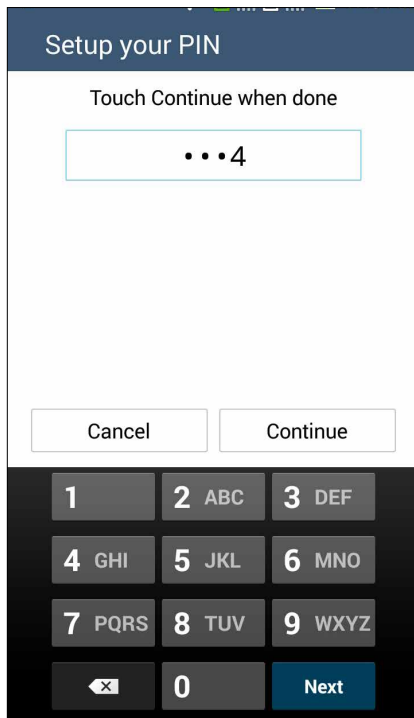 Setup your PIN
Touch Continue when done
•••4
Cancel Continue
1 2 ABC 3 DEF
4 GHI 5 JKL 6 MNO
7 PQRS 8 TUV 9 WXYZ
0 Next